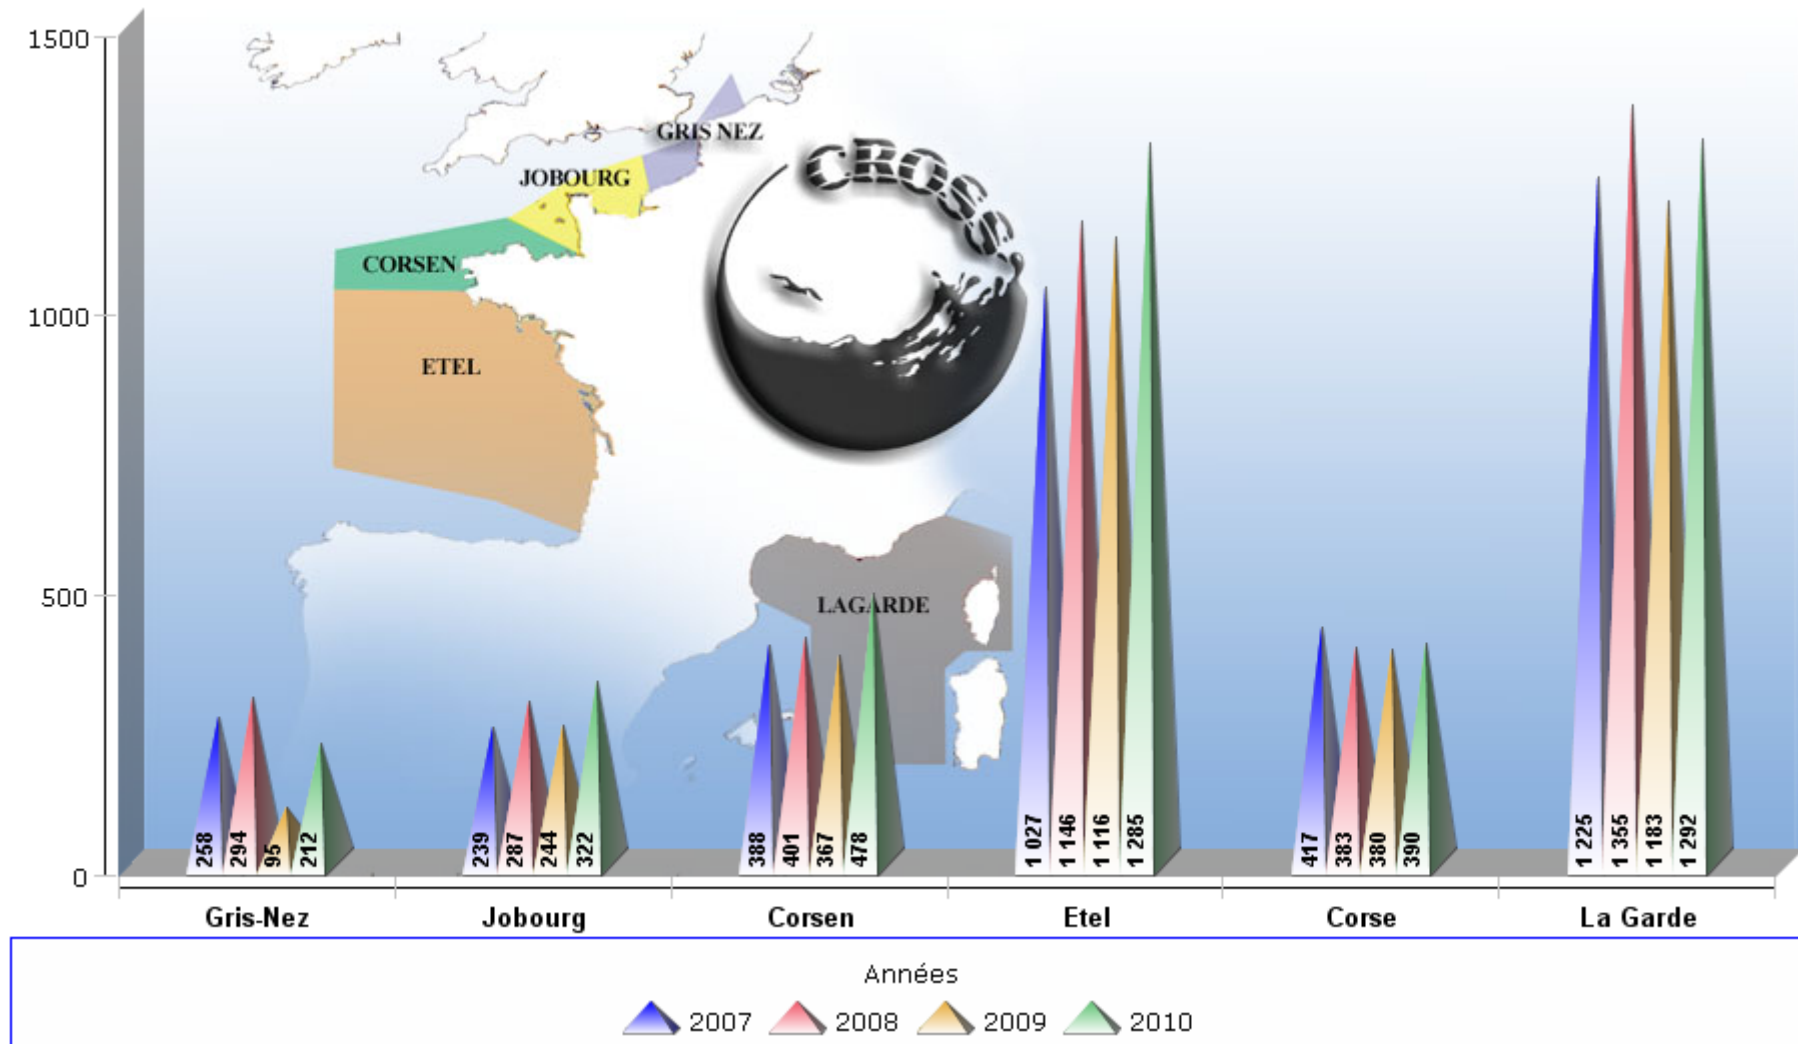 1500
1000
500
0
GRIS NEZ
JOBOURG
CORSEN
ETEL
LAGARDE
CROSS
258 294 95 212
239 287 244 322
388 401 367 478
1 027 1 146 1 116 1 285
417 383 380 390
1 225 1 355 1 183 1 292
Gris-Nez Jobourg Corsen Etel Corse La Garde
Années
2007 2008 2009 2010